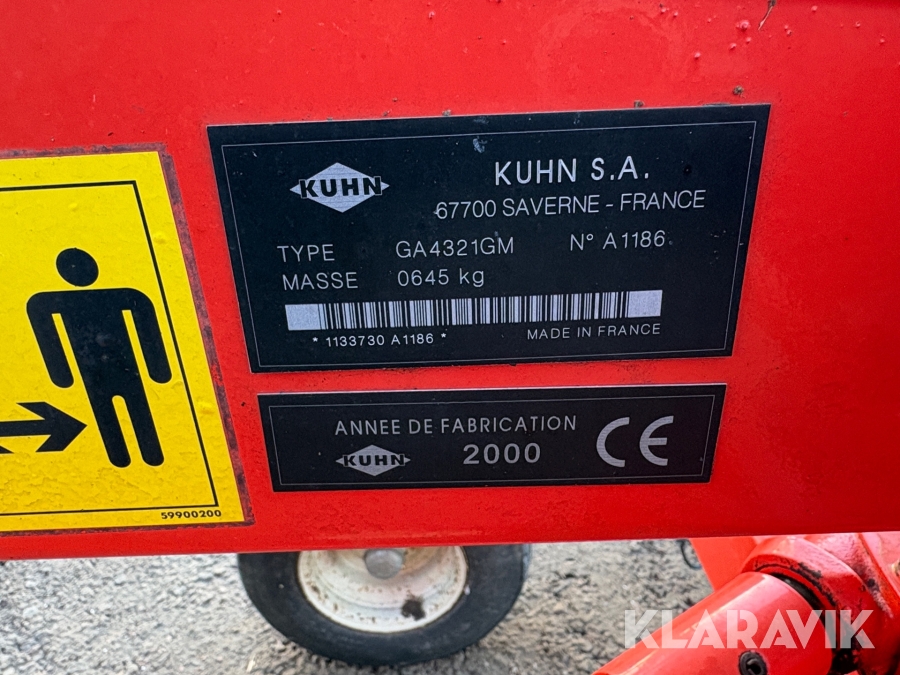 KUHN
KUHN S.A.
67700 SAVERNE - FRANCE
TYPE GA4321GM N° A1186
MASSE 0645 kg
* 1133730 A1186 *
MADE IN FRANCE
ANNEE DE FABRICATION
KUHN 2000 CE
59900200
KLARAVIK